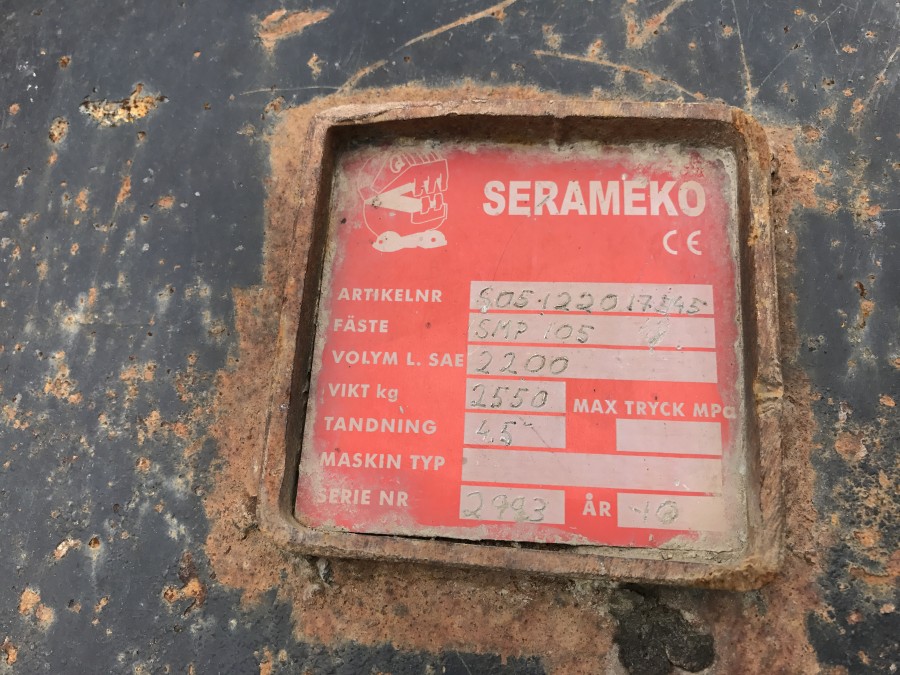 SERAMEKO
CE
ARTIKELNR
FÄSTE SMP 105
VOLYM L. SAE 2200
VIKT kg 2550
MAX TRYCK MPa
TANDNING 45
MASKIN TYP
SERIE NR 2993 ÅR 10